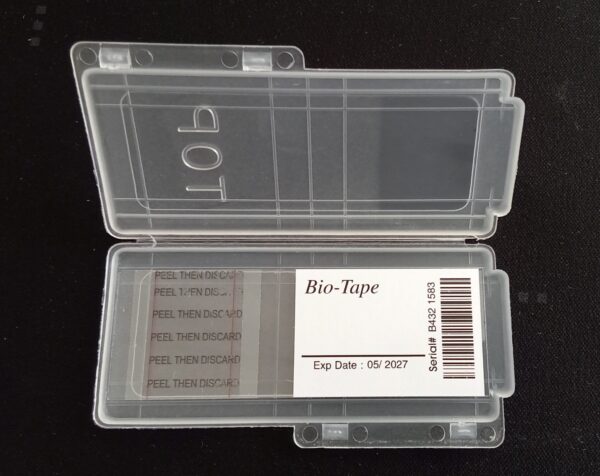 TOP
PEEL THEN DISCARD
PEEL THEN DISCARD
PEEL THEN DISCARD
PEEL THEN DISCARD
PEEL THEN DISCARD
PEEL THEN DISCARD
Bio-Tape
Exp Date : 05/ 2027
Serial# B432 1583